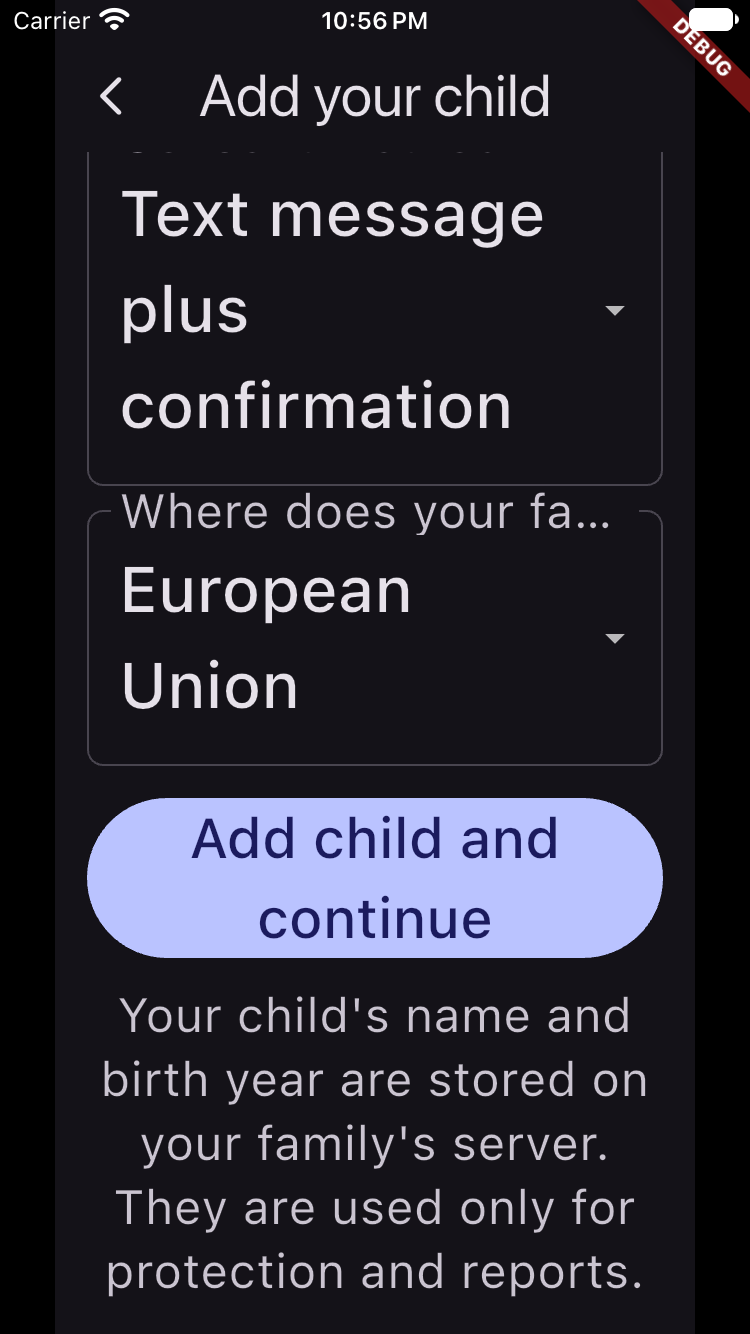 Carrier
10:56 PM
DEBUG
Add your child
Text message
plus
confirmation
Where does your fa...
European
Union
Add child and
continue
Your child's name and
birth year are stored on
your family's server.
They are used only for
protection and reports.